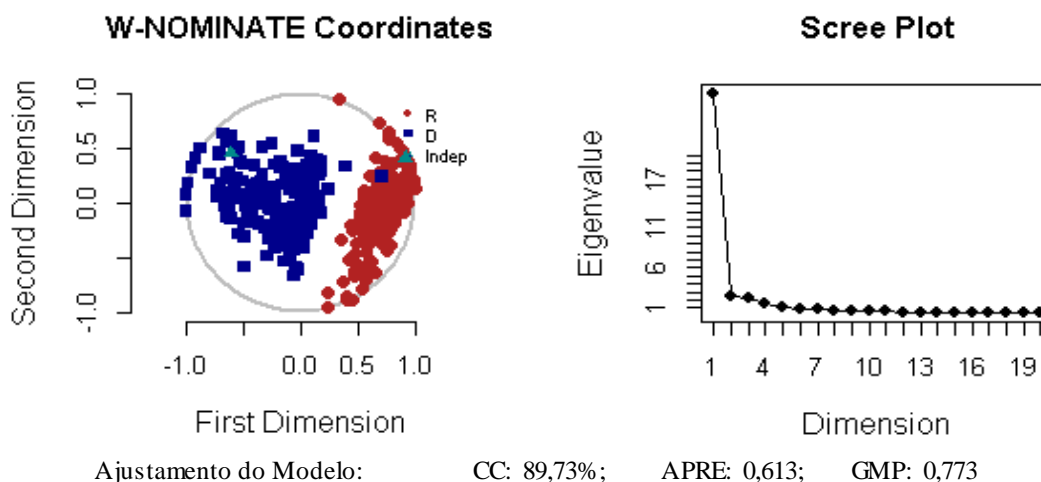 W-NOMINATE Coordinates
Second Dimension
1.0
0.5
0.0
-1.0
R
D
Indep
-1.0 0.0 0.5 1.0
First Dimension
Scree Plot
Eigenvalue
17
11
6
1
1 4 7 10 13 16 19
Dimension
Ajustamento do Modelo: CC: 89,73%; APRE: 0,613; GMP: 0,773